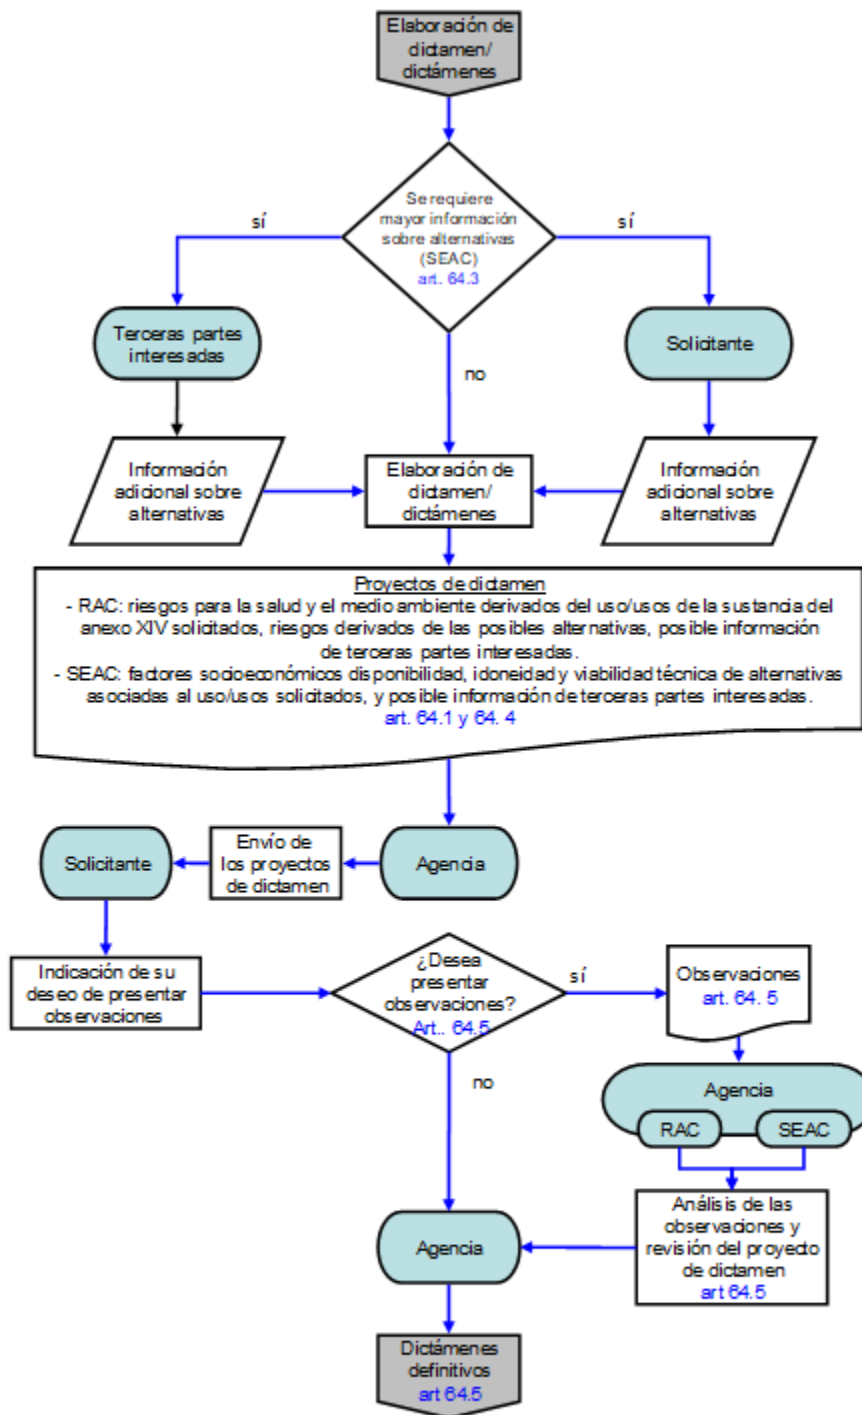 Elaboración de
dictamen/
dictámenes
Se requiere
mayor información
sobre alternativas
(SEAC)
art. 64.3
sí
sí
Terceras partes
interesadas
Solicitante
no
Información
adicional sobre
alternativas
Elaboración de
dictamen/
dictámenes
Información
adicional sobre
alternativas
Proyectos de dictamen
- RAC: riesgos para la salud y el medio ambiente derivados del uso/usos de la sustancia del
anexo XIV solicitados, riesgos derivados de las posibles alternativas, posible información
de terceras partes interesadas.
- SEAC: factores socioeconómicos disponibilidad, idoneidad y viabilidad técnica de alternativas
asociadas al uso/usos solicitados, y posible información de terceras partes interesadas.
art. 64.1 y 64. 4
Solicitante
Envío de
los proyectos
de dictamen
Agencia
Indicación de su
deseo de presentar
observaciones
¿Desea
presentar
observaciones?
Art.. 64.5
sí
Observaciones
art. 64. 5
no
Agencia
RAC
SEAC
Agencia
Análisis de las
observaciones y
revisión del proyecto
de dictamen
art 64.5
Dictámenes
definitivos
art 64.5